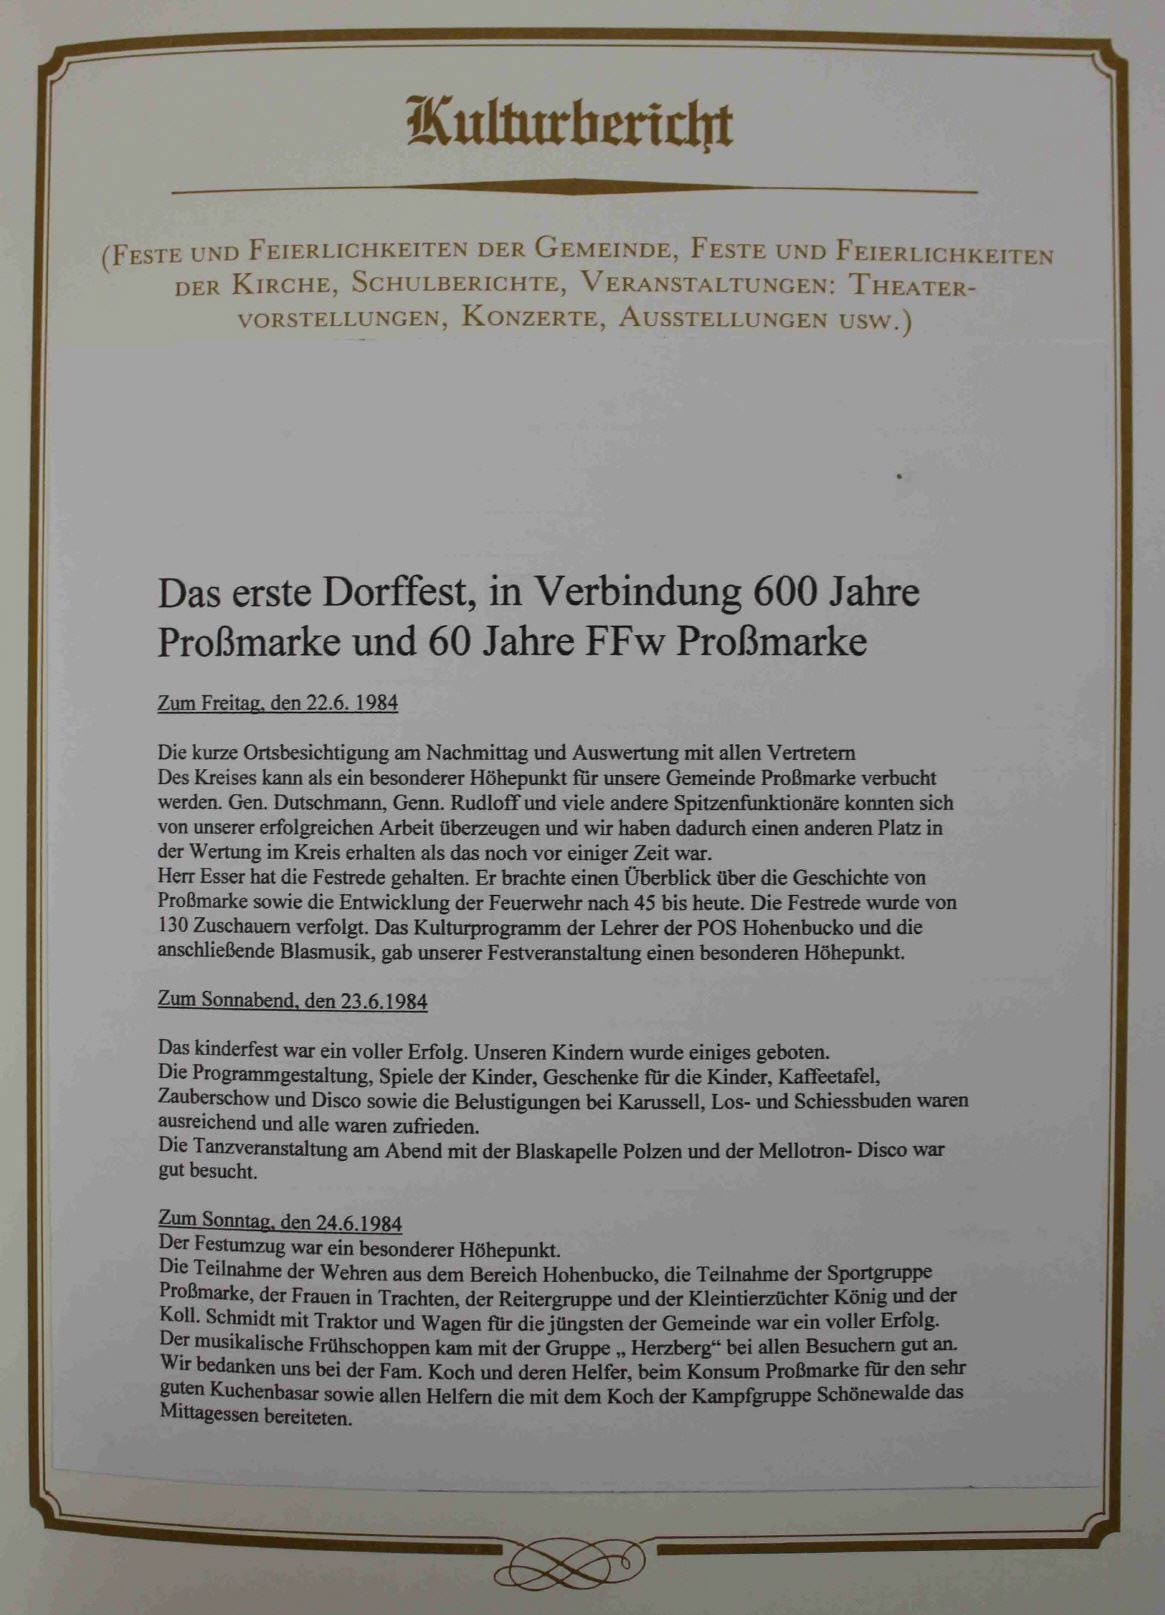 Kulturbericht
(Feste und Feierlichkeiten der Gemeinde, Feste und Feierlichkeiten
der Kirche, Schulberichte, Veranstaltungen: Theater-
vorstellungen, Konzerte, Ausstellungen usw.)
Das erste Dorffest, in Verbindung 600 Jahre
Proßmarke und 60 Jahre FFw Proßmarke
Zum Freitag, den 22.6. 1984
Die kurze Ortsbesichtigung am Nachmittag und Auswertung mit allen Vertretern
Des Kreises kann als ein besonderer Höhepunkt für unsere Gemeinde Proßmarke verbucht
werden. Gen. Dutschmann, Genn. Rudloff und viele andere Spitzenfunktionäre konnten sich
von unserer erfolgreichen Arbeit überzeugen und wir haben dadurch einen anderen Platz in
der Wertung im Kreis erhalten als das noch vor einiger Zeit war.
Herr Esser hat die Festrede gehalten. Er brachte einen Überblick über die Geschichte von
Proßmarke sowie die Entwicklung der Feuerwehr nach 45 bis heute. Die Festrede wurde von
130 Zuschauern verfolgt. Das Kulturprogramm der Lehrer der POS Hohenbucko und die
anschließende Blasmusik, gab unserer Festveranstaltung einen besonderen Höhepunkt.
Zum Sonnabend, den 23.6.1984
Das kinderfest war ein voller Erfolg. Unseren Kindern wurde einiges geboten.
Die Programmgestaltung, Spiele der Kinder, Geschenke für die Kinder, Kaffeetafel,
Zauberschow und Disco sowie die Belustigungen bei Karussell, Los- und Schiessbuden waren
ausreichend und alle waren zufrieden.
Die Tanzveranstaltung am Abend mit der Blaskapelle Polzen und der Mellotron- Disco war
gut besucht.
Zum Sonntag, den 24.6.1984
Der Festumzug war ein besonderer Höhepunkt.
Die Teilnahme der Wehren aus dem Bereich Hohenbucko, die Teilnahme der Sportgruppe
Proßmarke, der Frauen in Trachten, der Reitergruppe und der Kleintierzüchter König und der
Koll. Schmidt mit Traktor und Wagen für die jüngsten der Gemeinde war ein voller Erfolg.
Der musikalische Frühschoppen kam mit der Gruppe „ Herzberg“ bei allen Besuchern gut an.
Wir bedanken uns bei der Fam. Koch und deren Helfer, beim Konsum Proßmarke für den sehr
guten Kuchenbasar sowie allen Helfern die mit dem Koch der Kampfgruppe Schönewalde das
Mittagessen bereiteten.